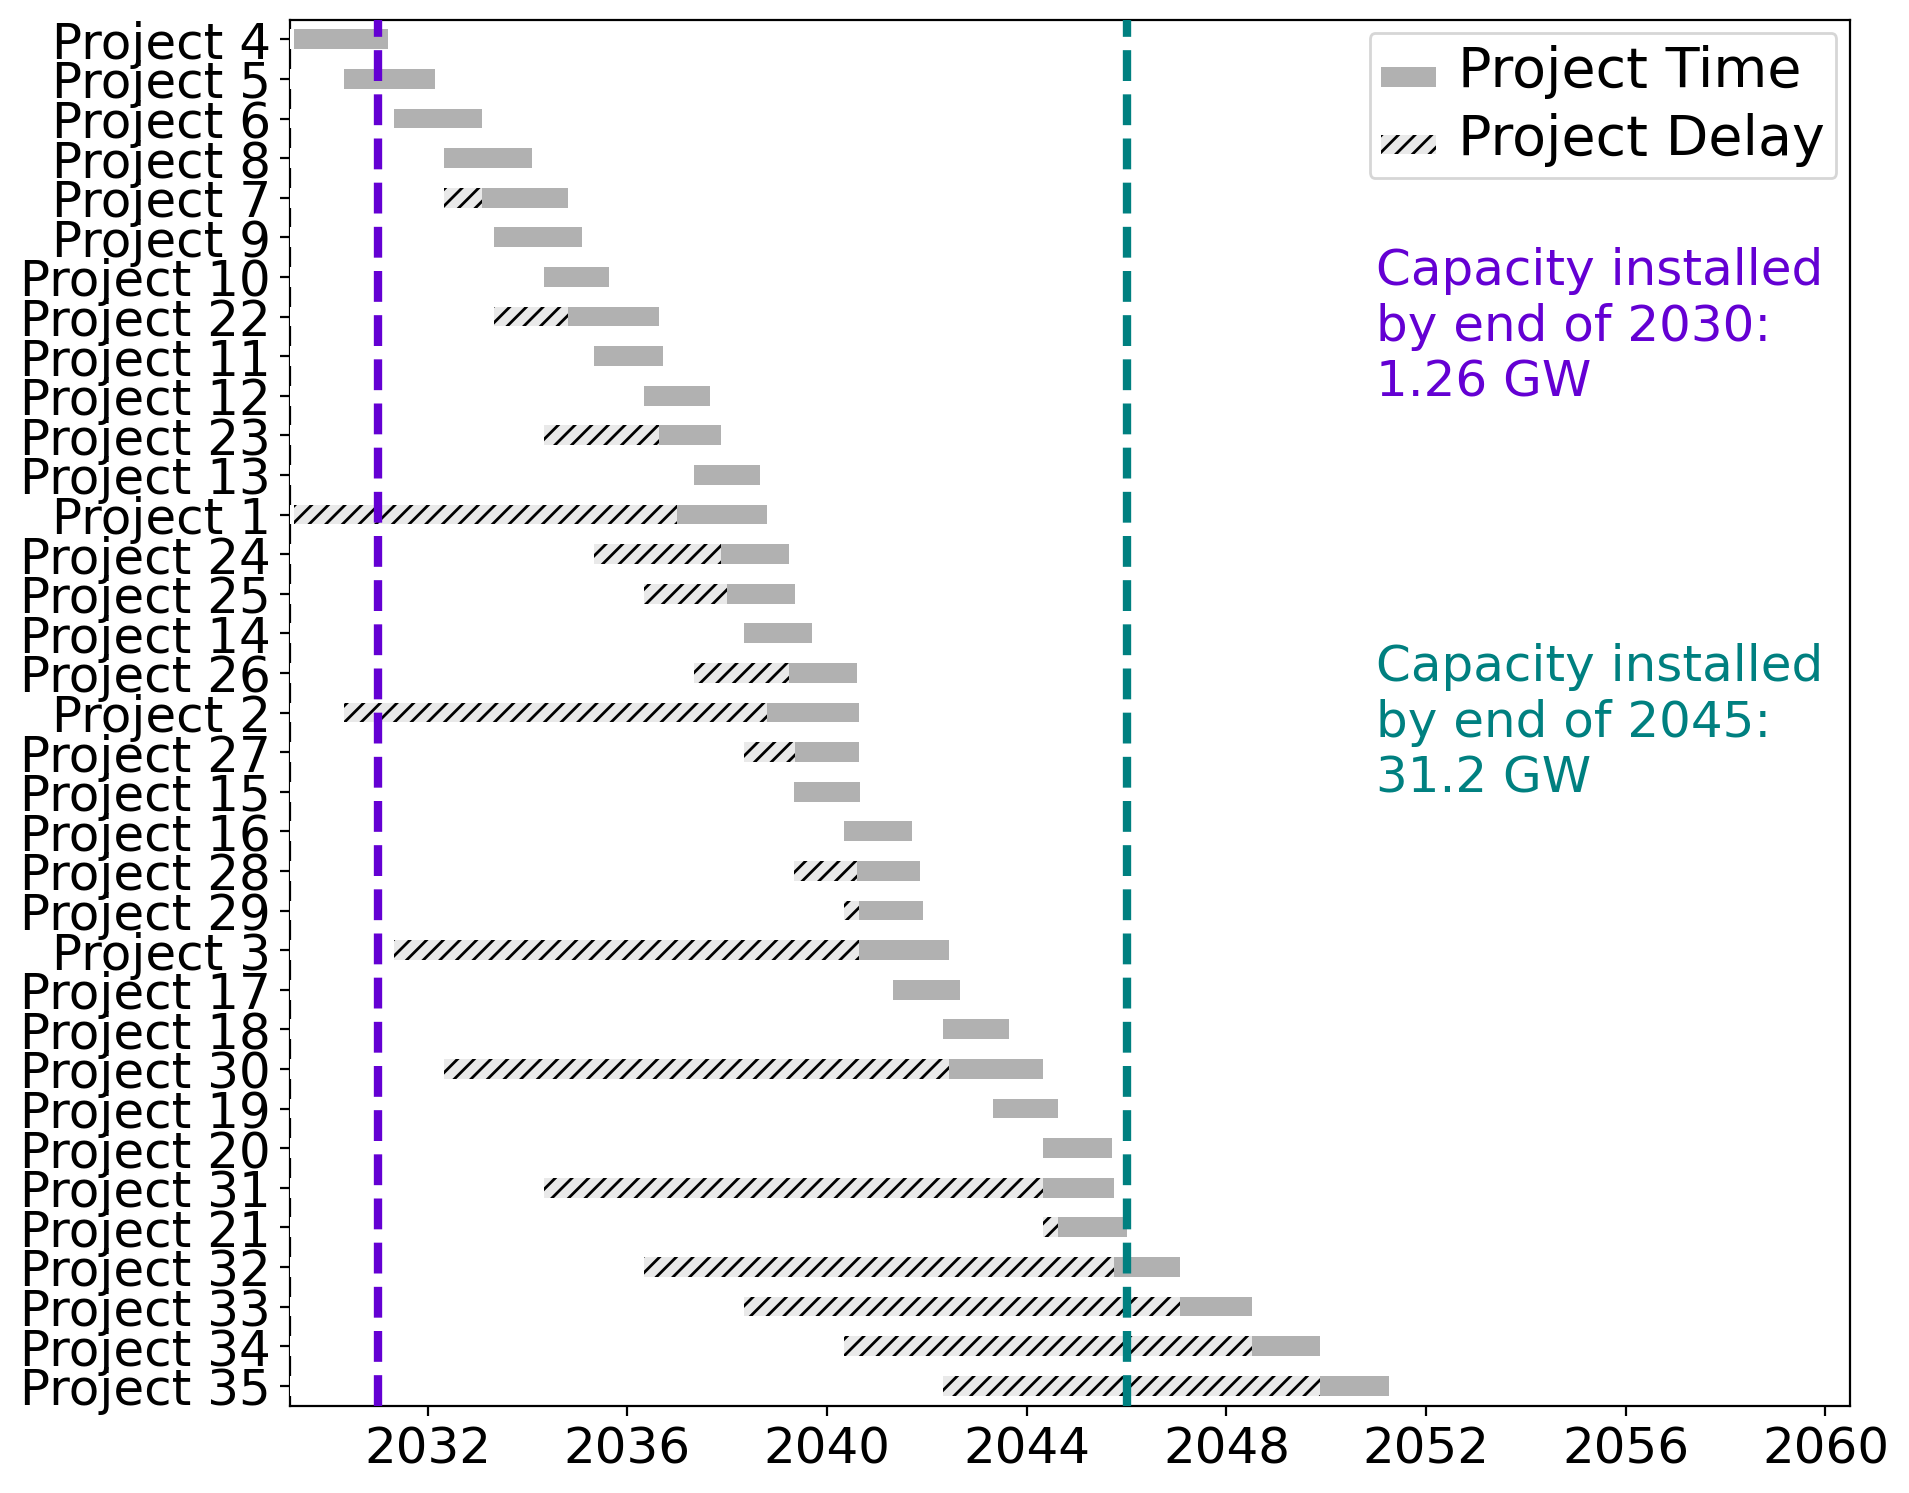 Project 4
Project 5
Project 6
Project 8
Project 7
Project 9
Project 10
Project 22
Project 11
Project 12
Project 23
Project 13
Project 1
Project 24
Project 25
Project 14
Project 26
Project 2
Project 27
Project 15
Project 16
Project 28
Project 29
Project 3
Project 17
Project 18
Project 30
Project 19
Project 20
Project 31
Project 21
Project 32
Project 33
Project 34
Project 35
Project Time
Project Delay
Capacity installed
by end of 2030:
1.26 GW
Capacity installed
by end of 2045:
31.2 GW
2032 2036 2040 2044 2048 2052 2056 2060